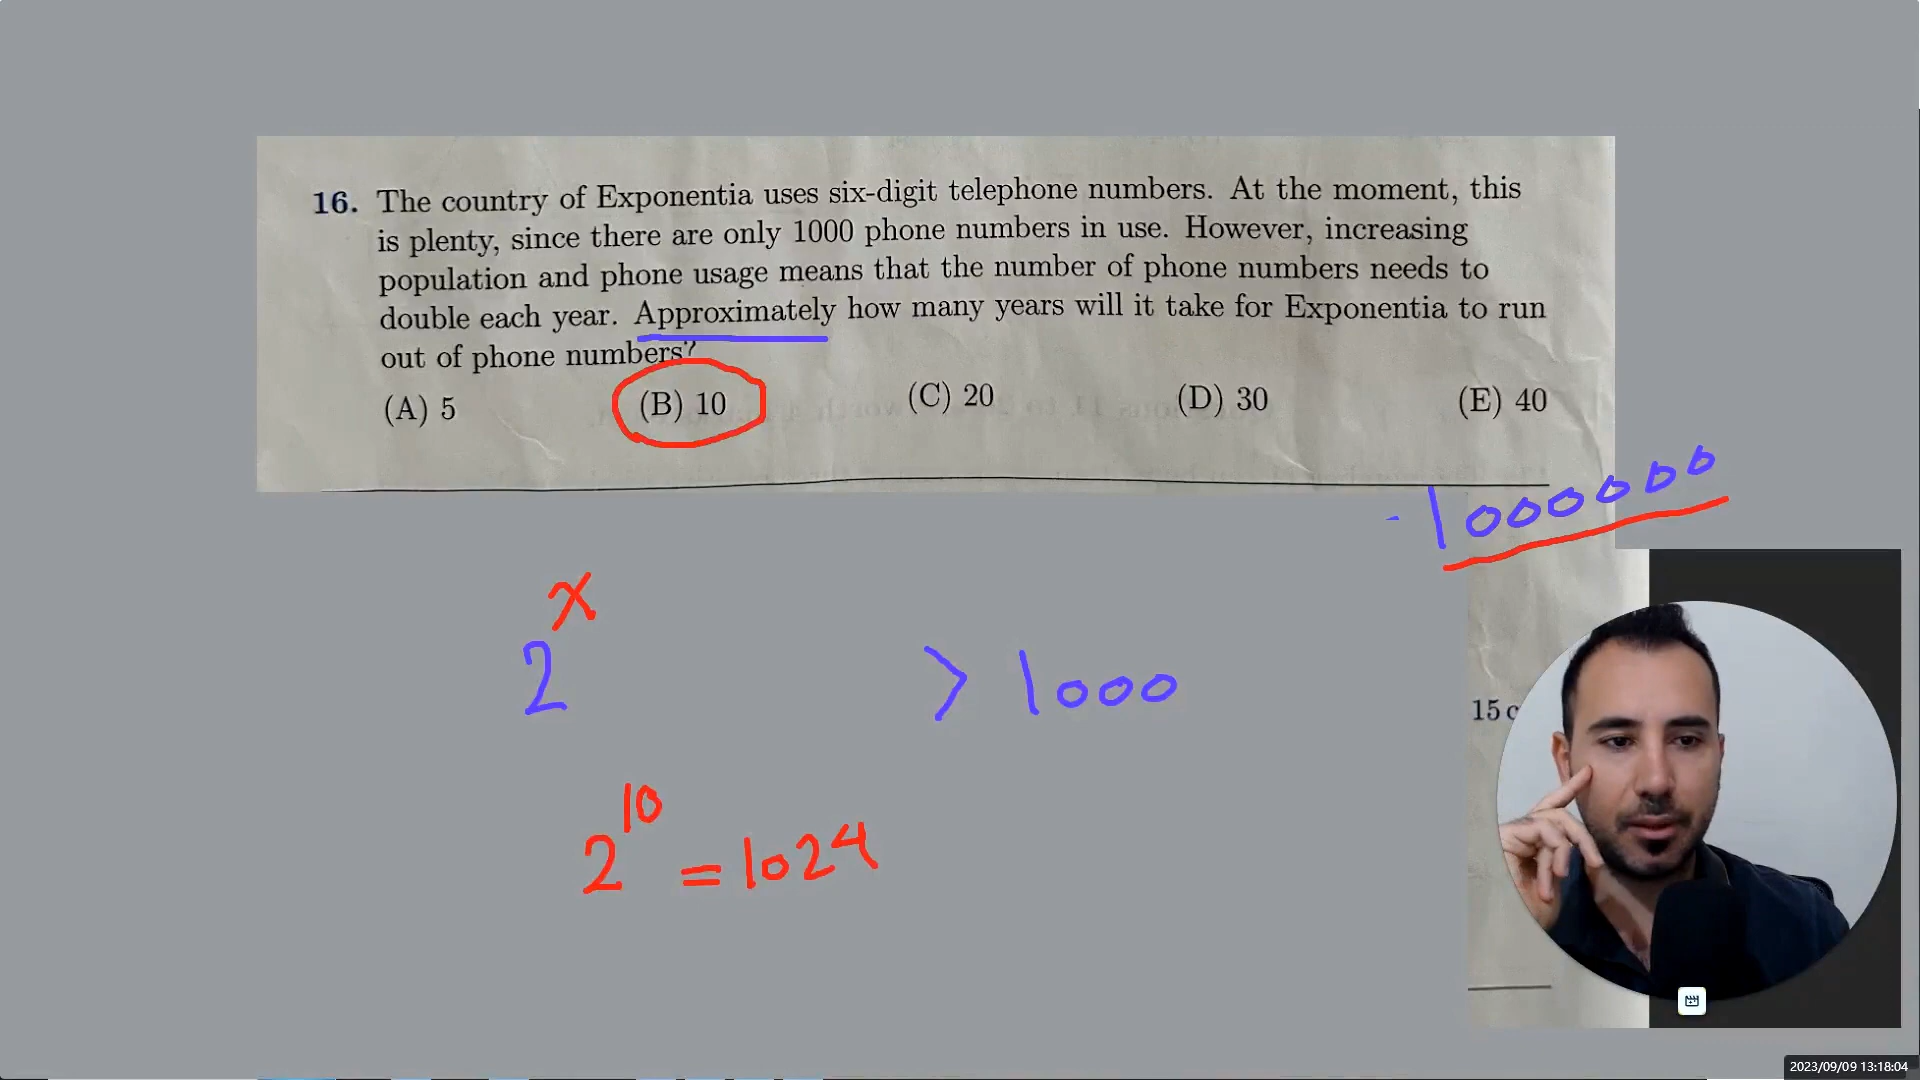 16. The country of Exponentia uses six-digit telephone numbers. At the moment, this
is plenty, since there are only 1000 phone numbers in use. However, increasing
population and phone usage means that the number of phone numbers needs to
double each year. Approximately how many years will it take for Exponentia to run
out of phone numbers?
(A) 5 (B) 10 (C) 20 (D) 30 (E) 40
1000000
2^x > 1000
15
2^10 = 1024
2023/09/09 13:18:04